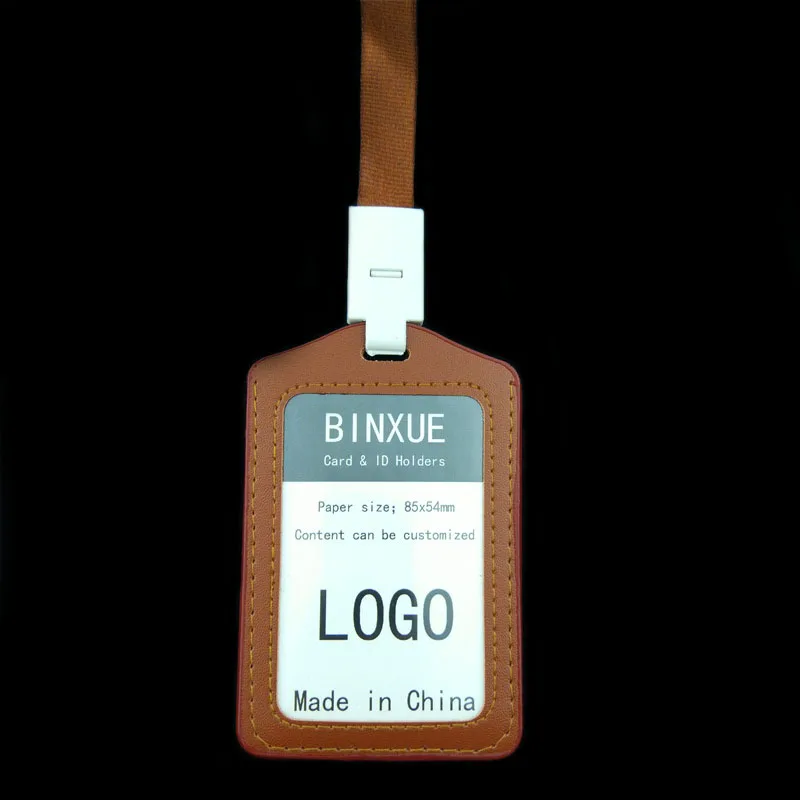 BINXUE
Card & ID Holders
Paper size; 85x54mm
Content can be customized
LOGO
Made in China